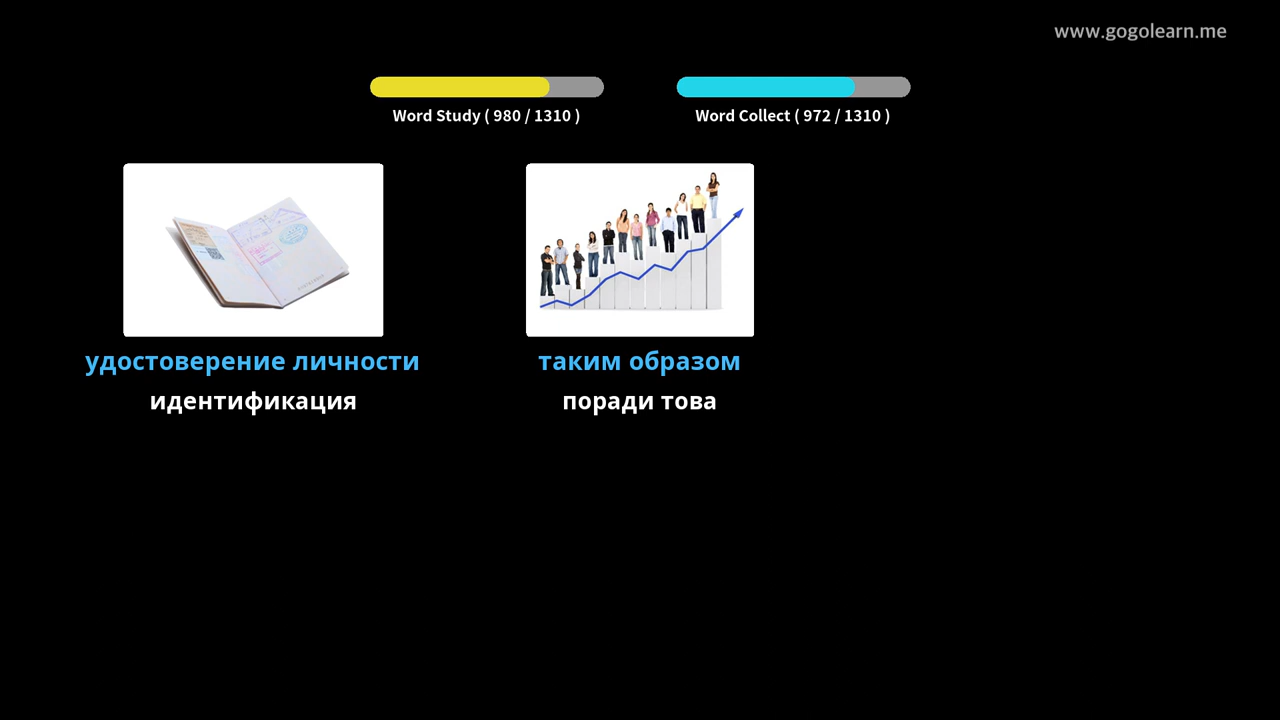 www.gogolearn.me
Word Study ( 980 / 1310 )
Word Collect ( 972 / 1310 )
удостоверение личности
идентификация
таким образом
поради това